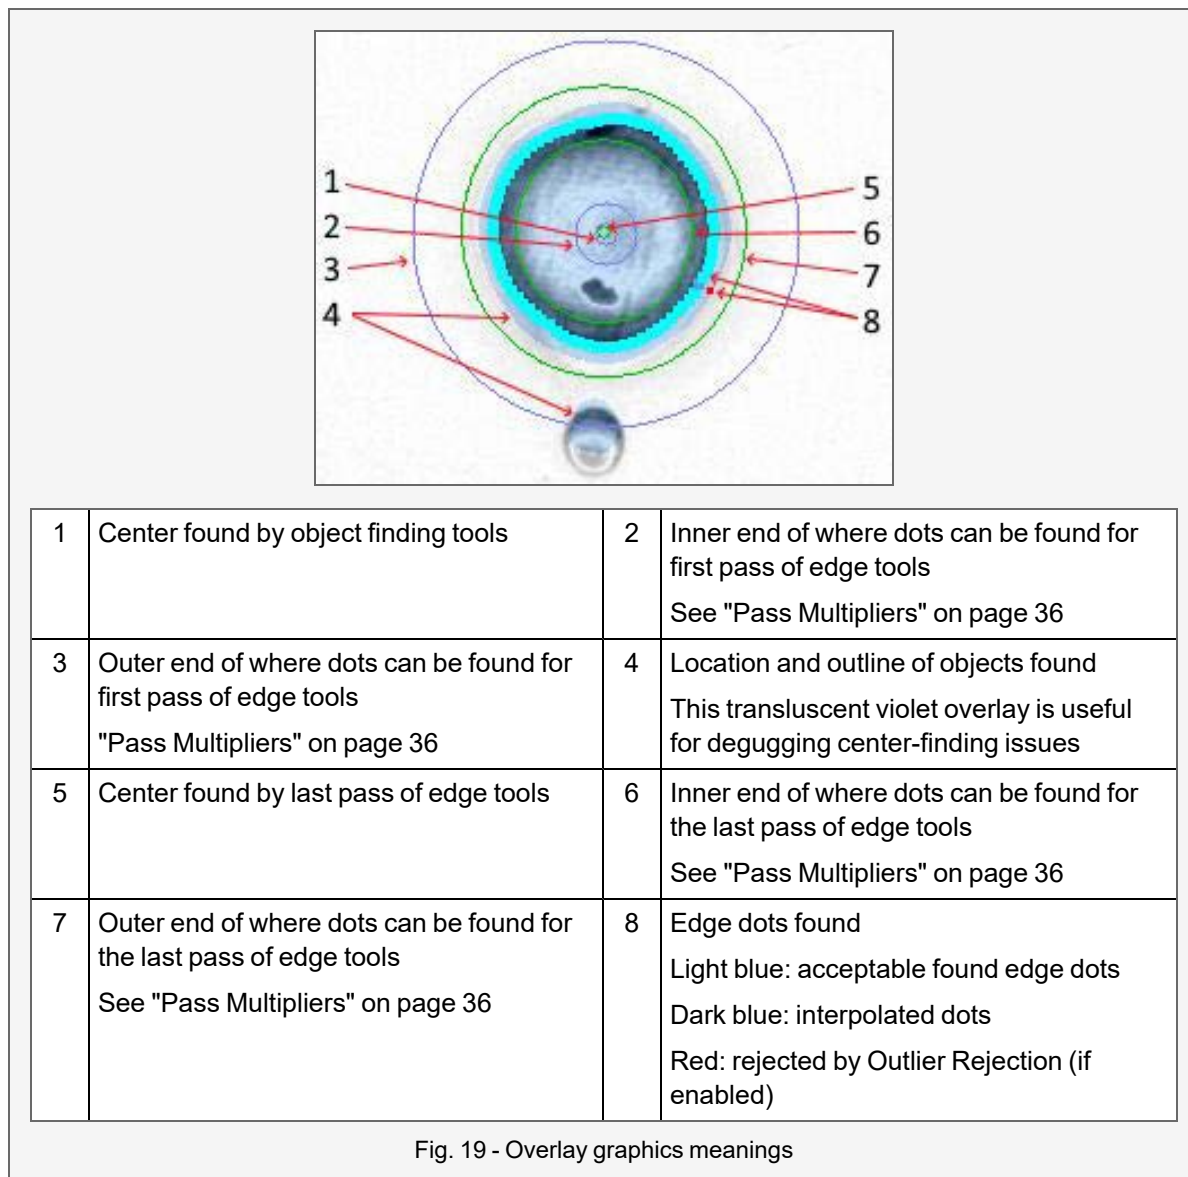 1
2
3
4
5
6
7
8
1
Center found by object finding tools
2
Inner end of where dots can be found for
first pass of edge tools
See "Pass Multipliers" on page 36
3
Outer end of where dots can be found for
first pass of edge tools
"Pass Multipliers" on page 36
4
Location and outline of objects found
This translucent violet overlay is useful
for degugging center-finding issues
5
Center found by last pass of edge tools
6
Inner end of where dots can be found for
the last pass of edge tools
See "Pass Multipliers" on page 36
7
Outer end of where dots can be found for
the last pass of edge tools
See "Pass Multipliers" on page 36
8
Edge dots found
Light blue: acceptable found edge dots
Dark blue: interpolated dots
Red: rejected by Outlier Rejection (if
enabled)
Fig. 19 - Overlay graphics meanings